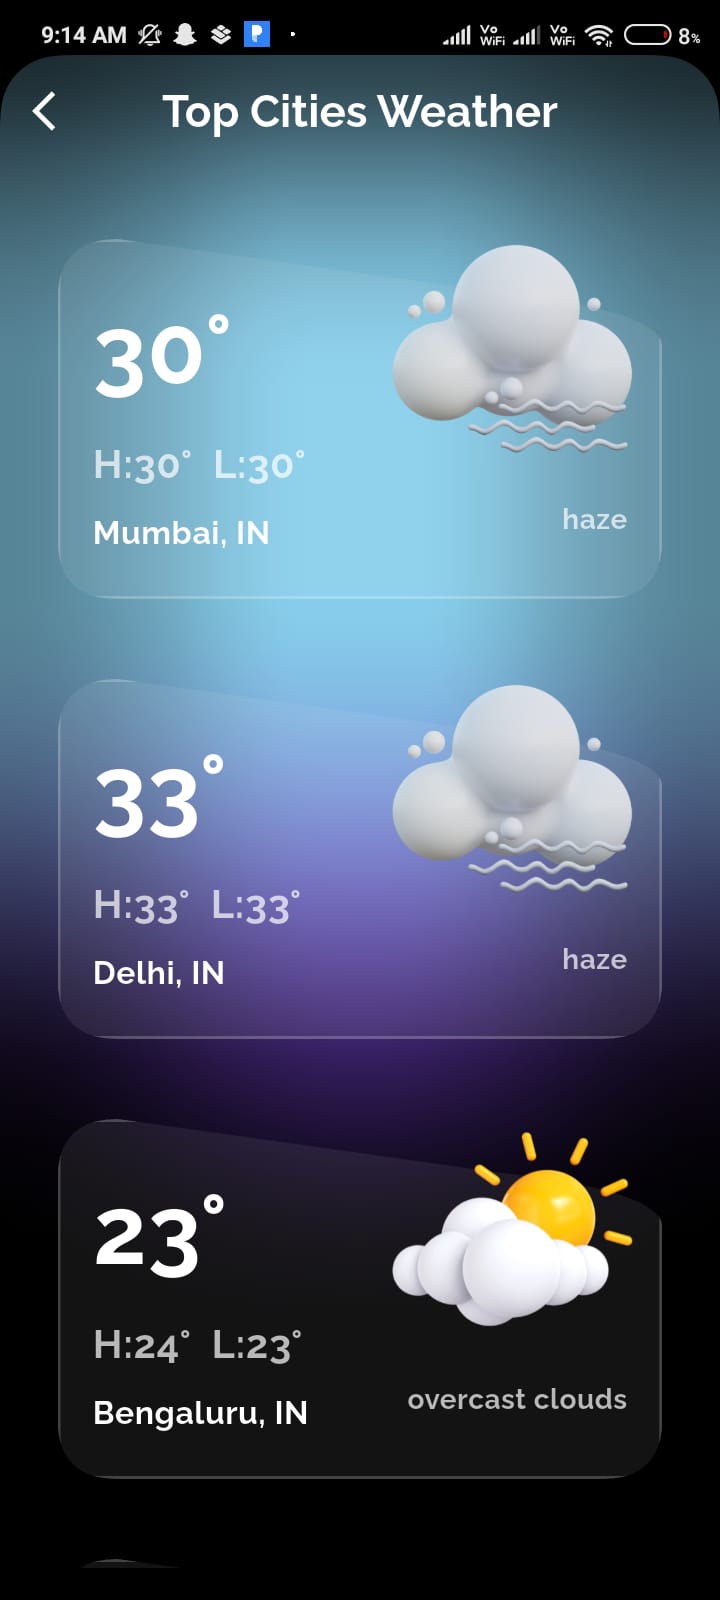 9:14 AM Vo WiFi Vo WiFi 8%
Top Cities Weather
30°
H:30° L:30°
Mumbai, IN
haze
33°
H:33° L:33°
Delhi, IN
haze
23°
H:24° L:23°
Bengaluru, IN
overcast clouds